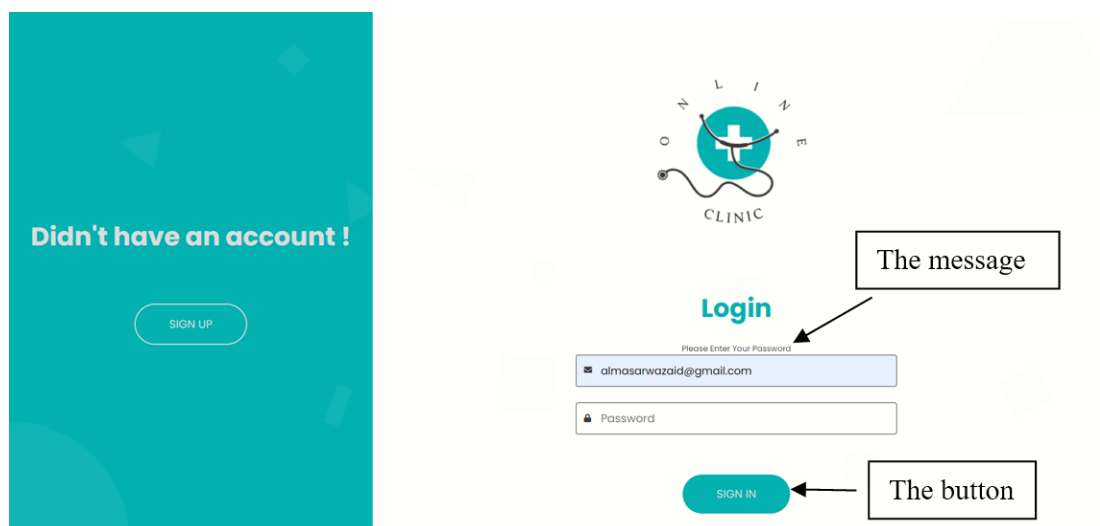 Didn't have an account !
SIGN UP
ONLINE
CLINIC
The message
Login
Please Enter Your Password
almasarwazaid@gmail.com
Password
SIGN IN
The button